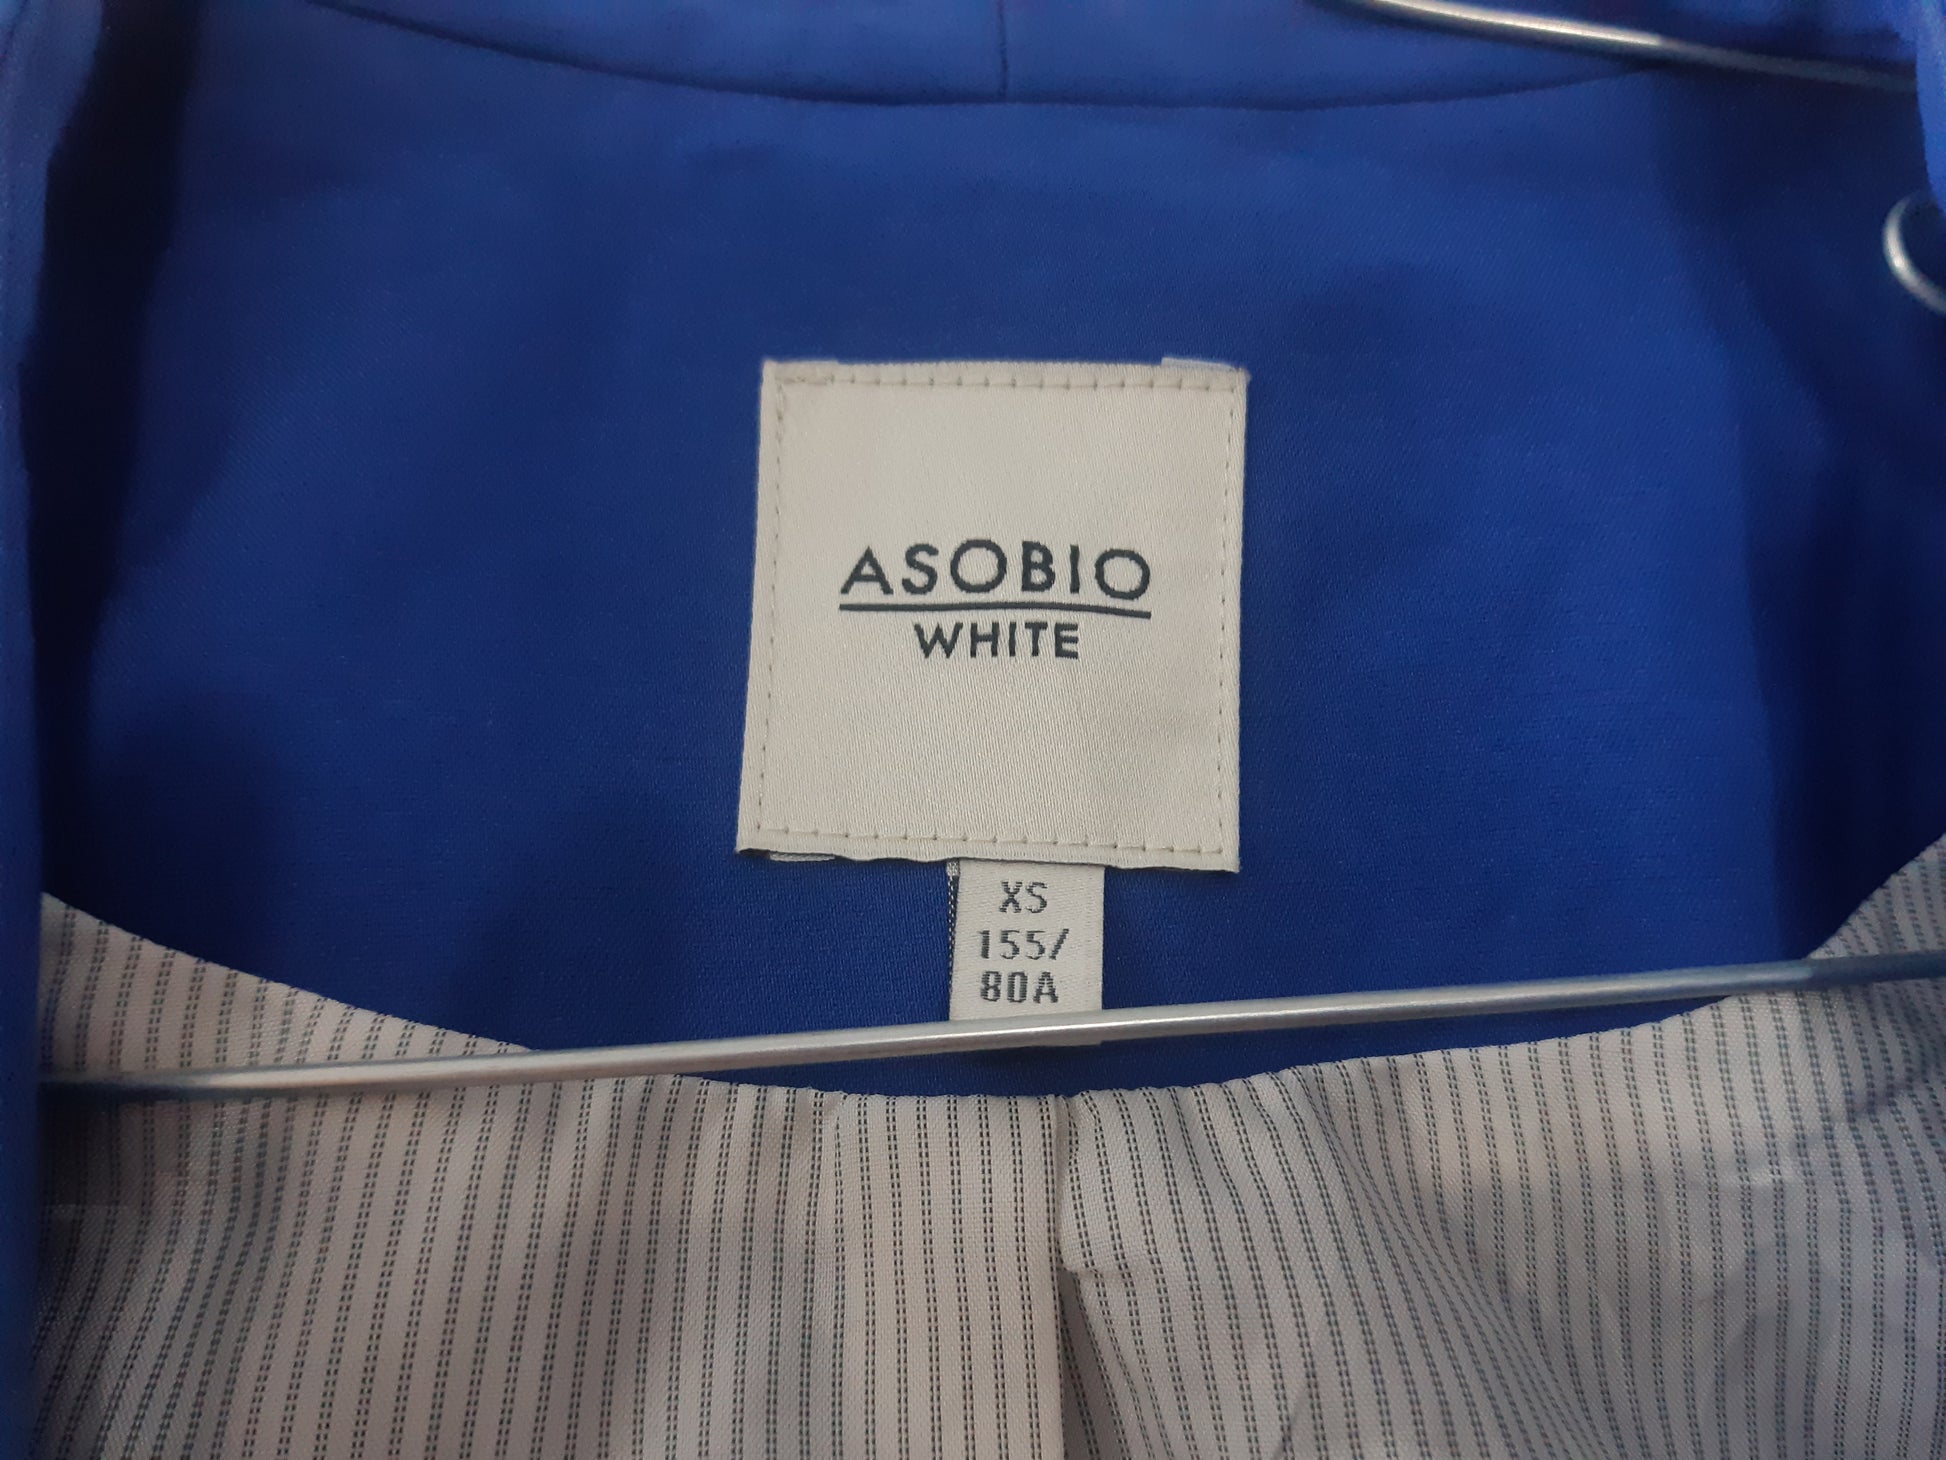 ASOBIO
WHITE
XS
155/
80A